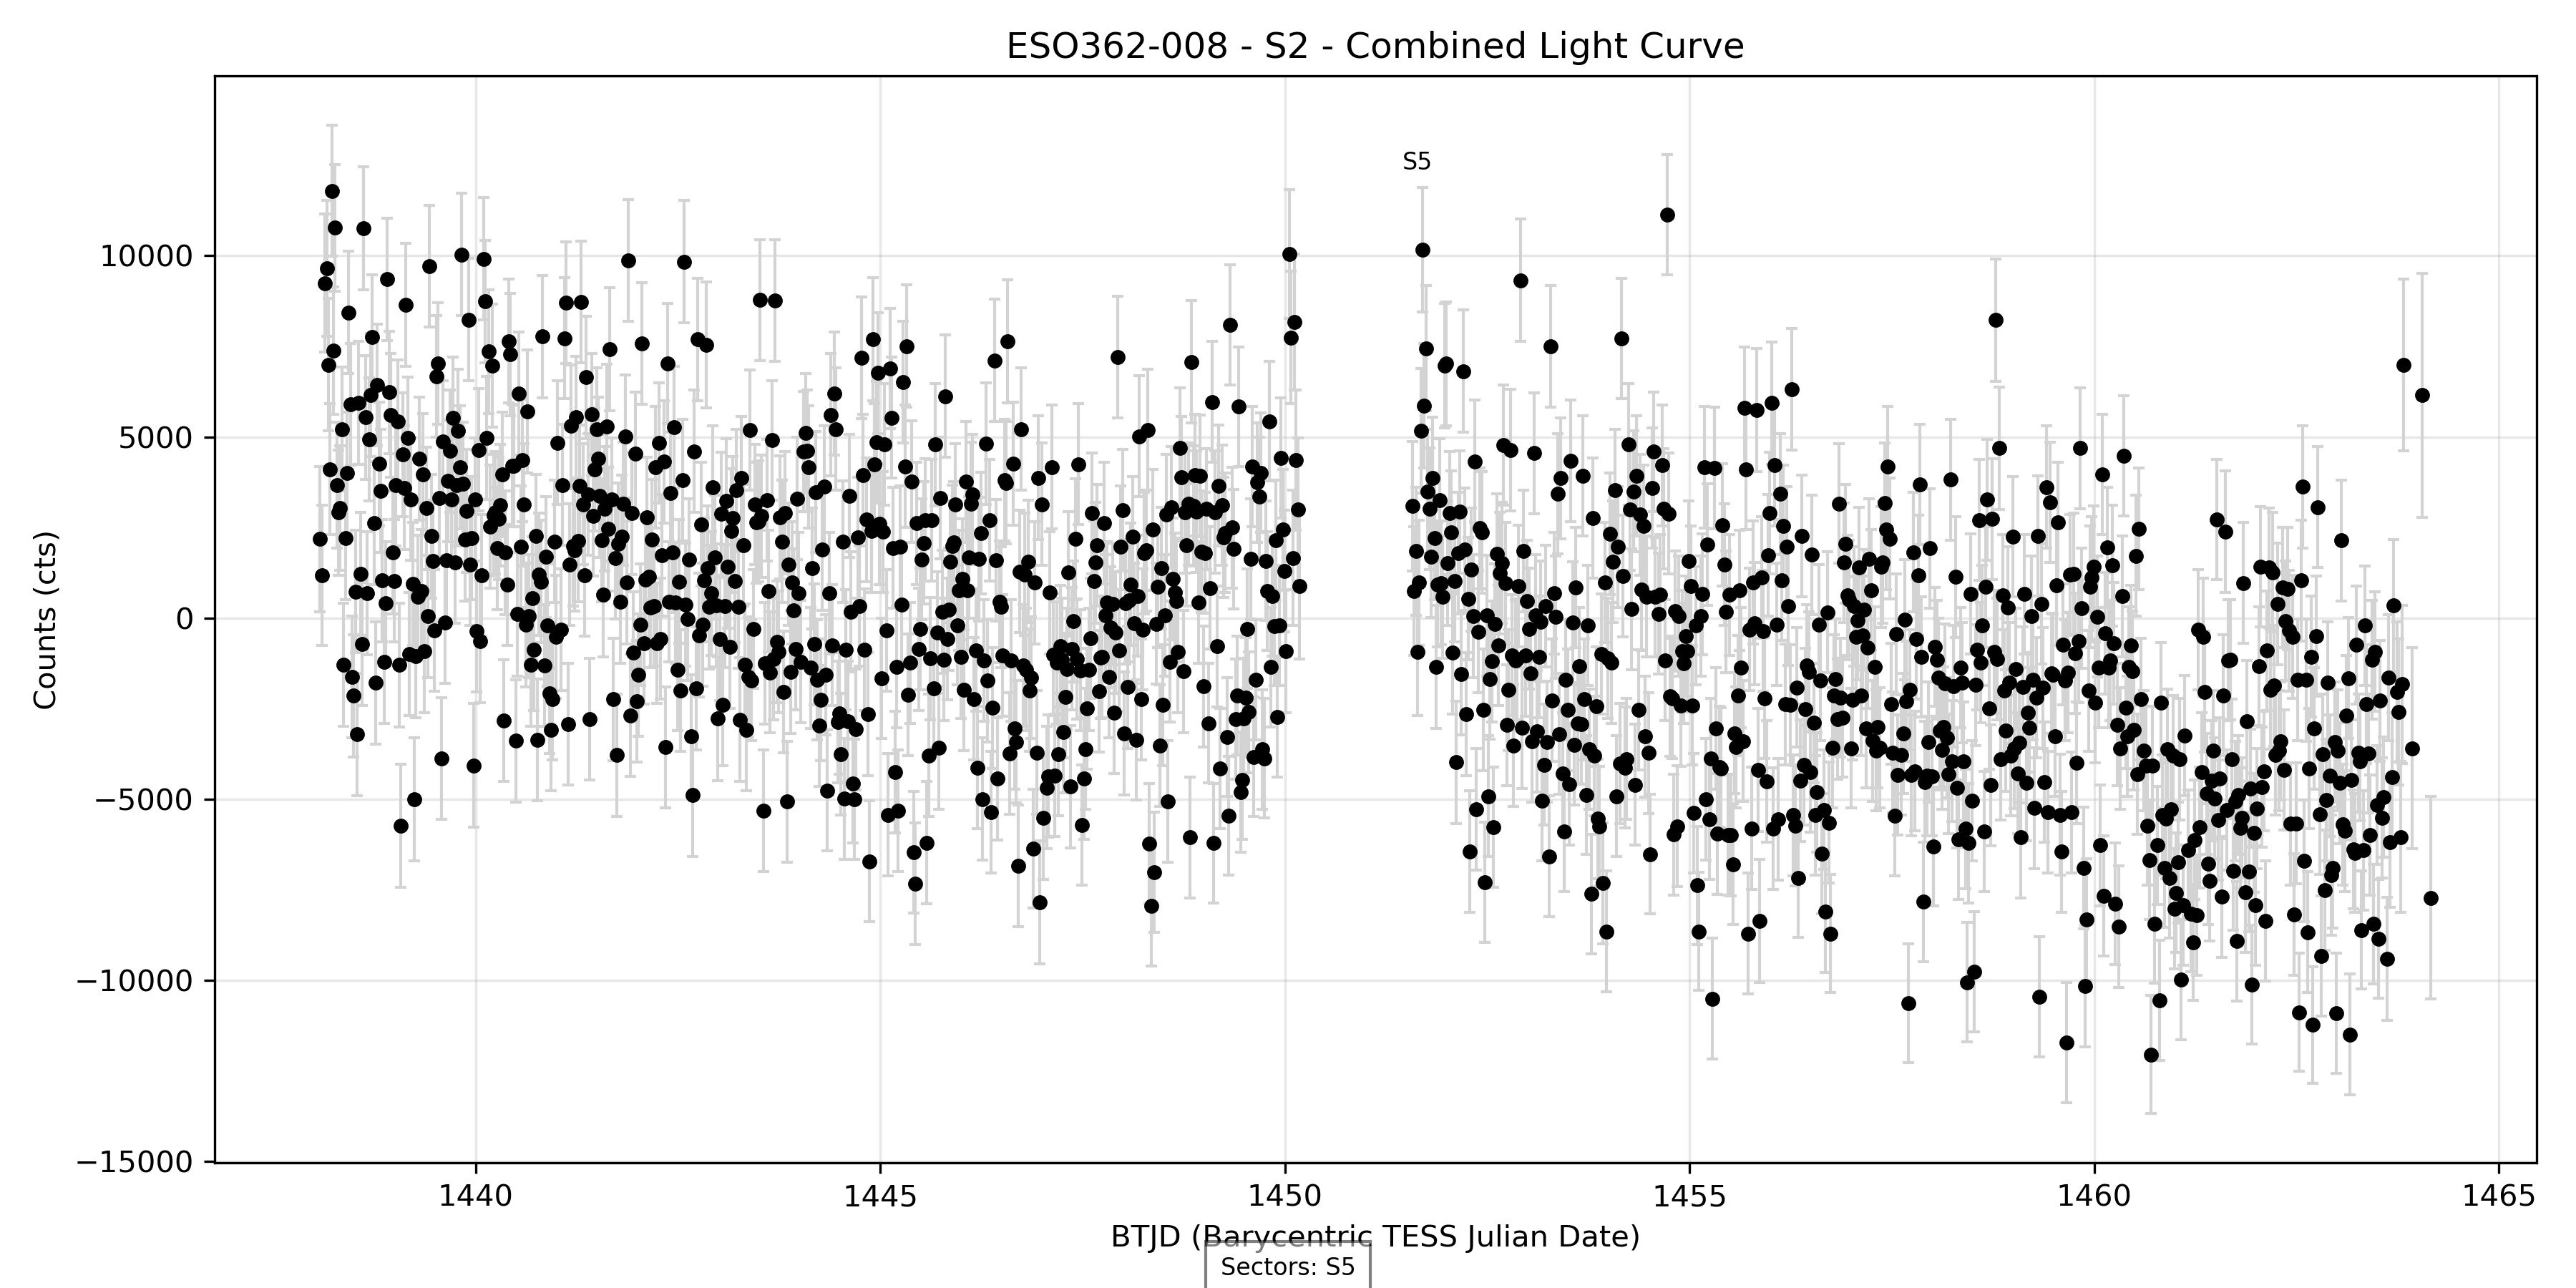 ESO362-008 - S2 - Combined Light Curve
S5
10000
5000
0
−5000
−10000
−15000
Counts (cts)
1440
1445
1450
1455
1460
1465
BTJD (Barycentric TESS Julian Date)
Sectors: S5